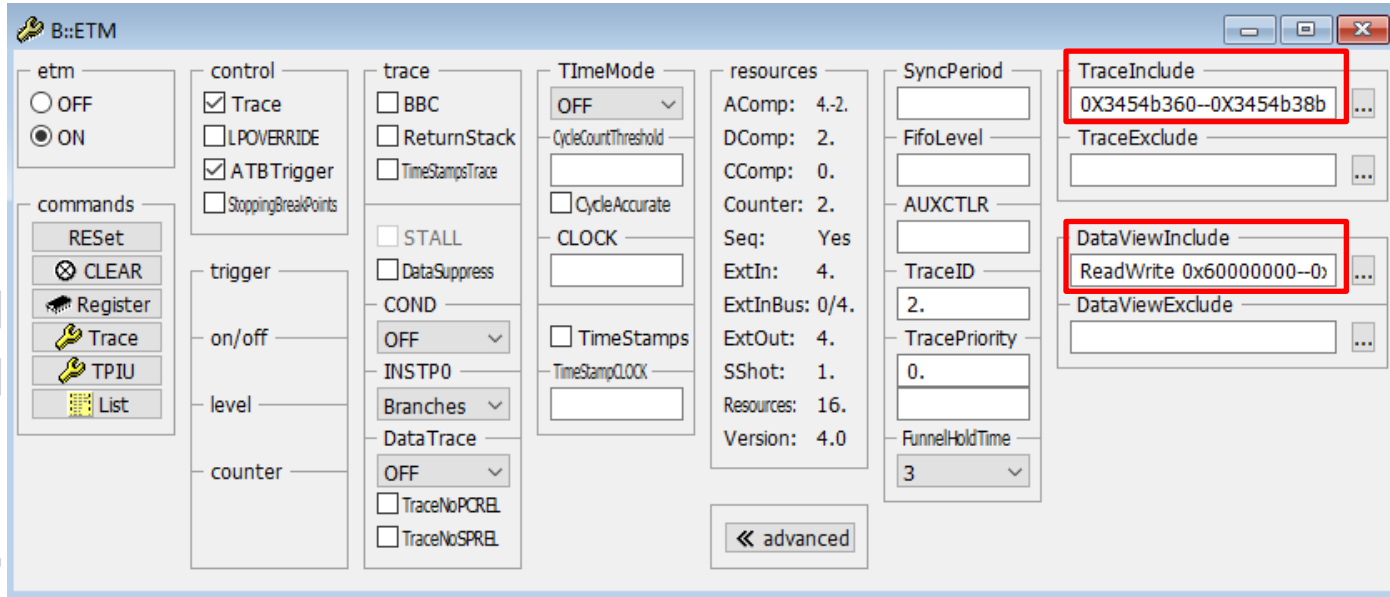 B::ETM
etm
OFF
ON
commands
RESet
CLEAR
Register
Trace
TPIU
List
control
Trace
LPOVERRIDE
ATBTrigger
StoppingBreakPoints
trigger
on/off
level
counter
trace
BBC
ReturnStack
TimeStampsTrace
STALL
DataSuppress
COND
OFF
INSTP0
Branches
DataTrace
OFF
TraceNoPCREL
TraceNoSPREL
TImeMode
OFF
CycleCountThreshold
CycleAccurate
CLOCK
TimeStamps
TimeStampCLOCK
resources
AComp: 4.-2.
DComp: 2.
CComp: 0.
Counter: 2.
Seq: Yes
ExtIn: 4.
ExtInBus: 0/4.
ExtOut: 4.
SShot: 1.
Resources: 16.
Version: 4.0
advanced
SyncPeriod
FifoLevel
AUXCTLR
TraceID
2.
TracePriority
0.
FunnelHoldTime
3
TraceInclude
0X3454b360--0X3454b38b
...
TraceExclude
...
DataViewInclude
ReadWrite 0x60000000--0x
...
DataViewExclude
...